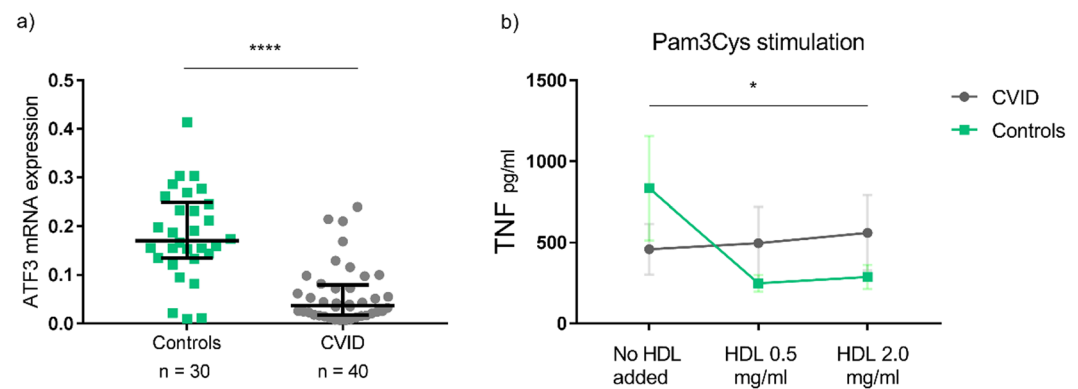 a)
****
ATF3 mRNA expression
0.5
0.4
0.3
0.2
0.1
0.0
Controls
CVID
n = 30
n = 40
b)
Pam3Cys stimulation
*
TNF pg/ml
1500
1000
500
0
No HDL
added
HDL 0.5
mg/ml
HDL 2.0
mg/ml
CVID
Controls